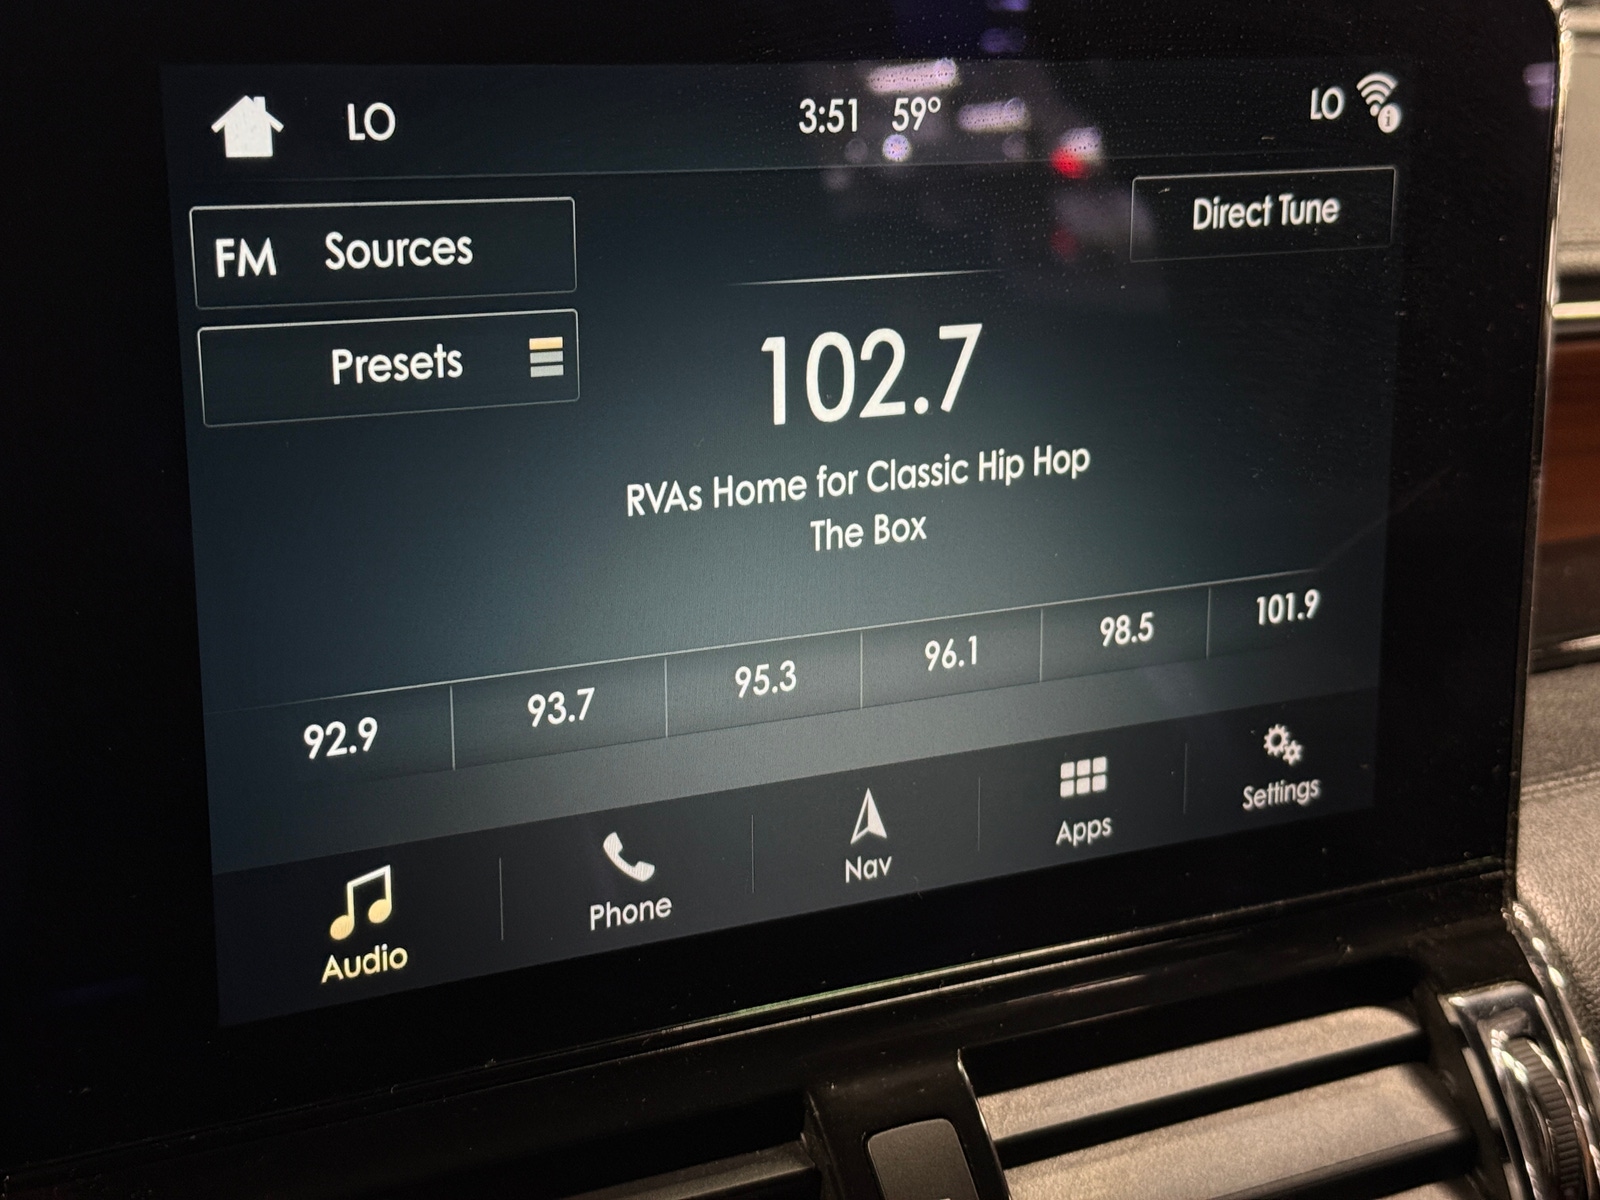 LO 3:51 59° LO
FM Sources
Direct Tune
Presets
102.7
RVAs Home for Classic Hip Hop
The Box
92.9 93.7 95.3 96.1 98.5 101.9
Audio Phone Nav Apps Settings